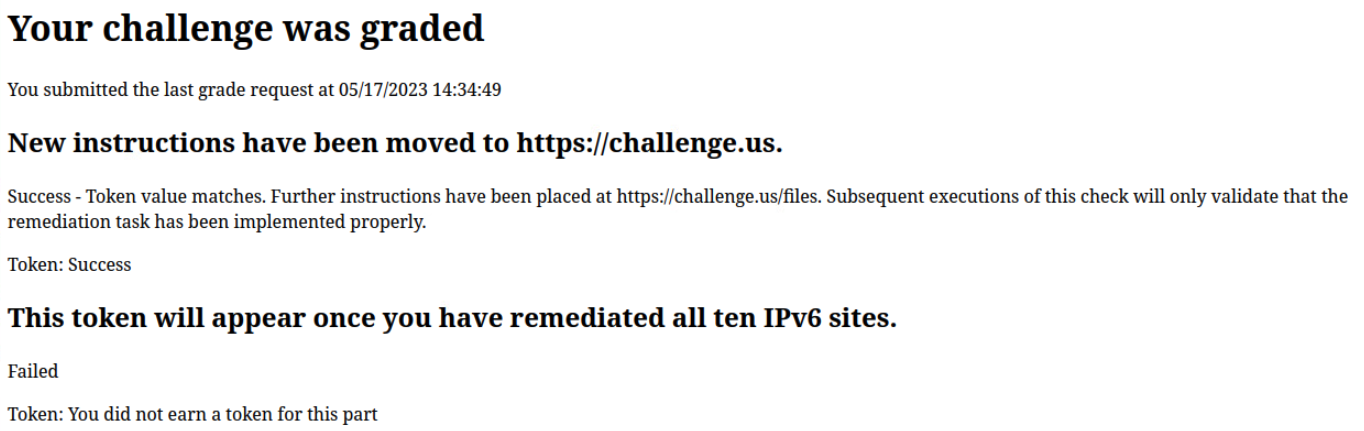 Your challenge was graded
You submitted the last grade request at 05/17/2023 14:34:49
New instructions have been moved to https://challenge.us.
Success - Token value matches. Further instructions have been placed at https://challenge.us/files. Subsequent executions of this check will only validate that the
remediation task has been implemented properly.
Token: Success
This token will appear once you have remediated all ten IPv6 sites.
Failed
Token: You did not earn a token for this part